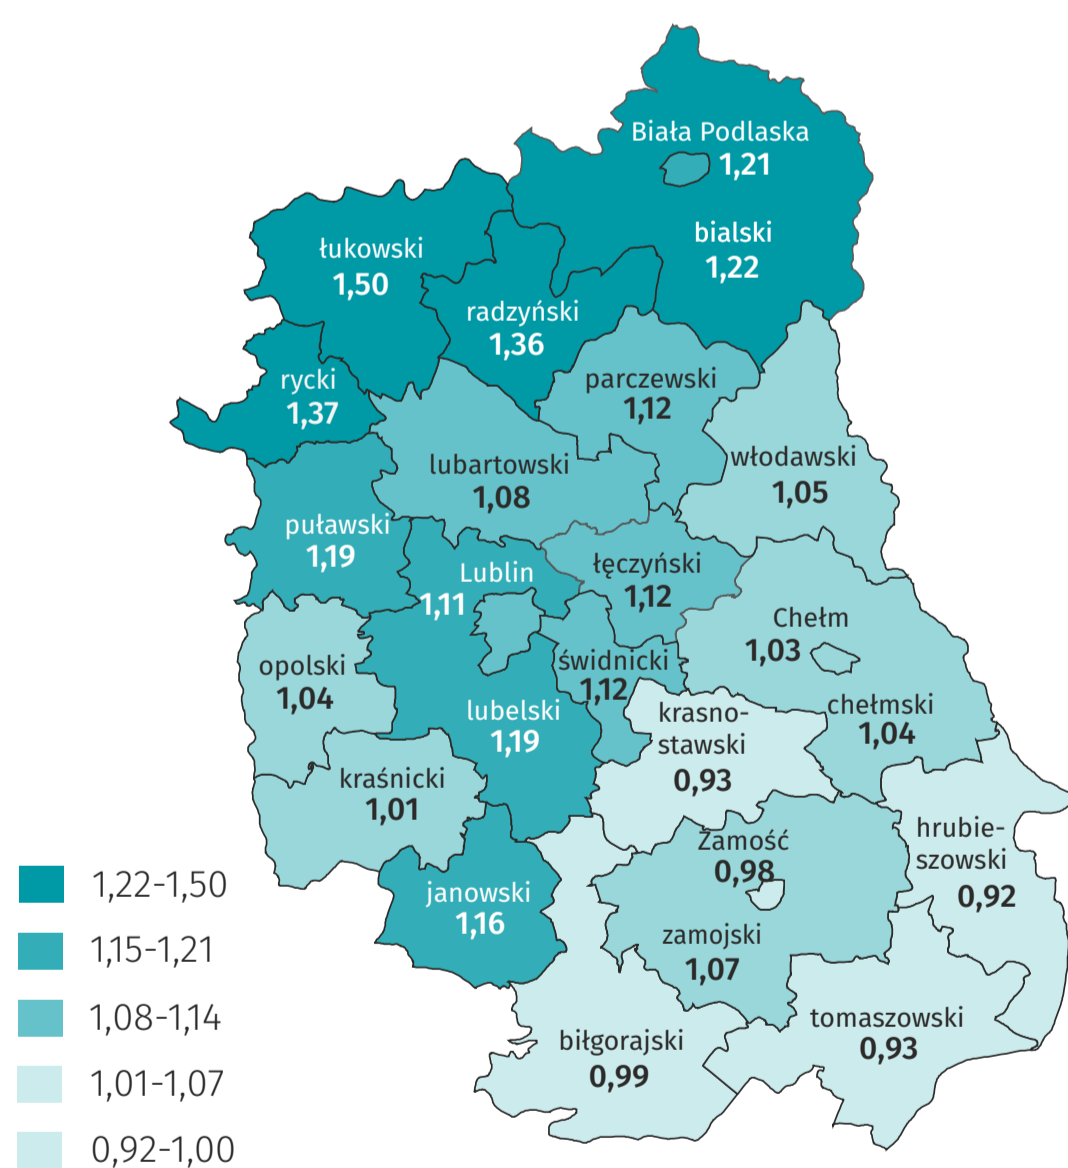 Biała Podlaska
1,21
bialski
1,22
łukowski
1,50
radzyński
1,36
rycki
1,37
parczewski
1,12
lubartowski
1,08
włodawski
1,05
puławski
1,19
Lublin
1,11
łęczyński
1,12
Chełm
1,03
opolski
1,04
świdnicki
1,12
lubelski
1,19
krasno-
stawski
0,93
chełmski
1,04
kraśnicki
1,01
Zamość
0,98
hrubie-
szowski
0,92
janowski
1,16
zamojski
1,07
biłgorajski
0,99
tomaszowski
0,93
1,22-1,50
1,15-1,21
1,08-1,14
1,01-1,07
0,92-1,00